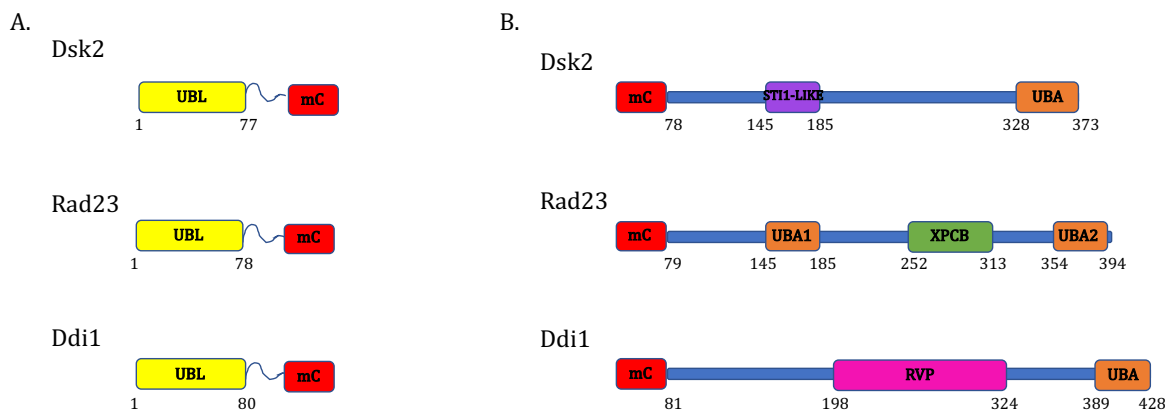 A.
Dsk2
UBL
mC
1 77
Rad23
UBL
mC
1 78
Ddi1
UBL
mC
1 80
B.
Dsk2
mC STI1-LIKE UBA
78 145 185 328 373
Rad23
mC UBA1 XPCB UBA2
79 145 185 252 313 354 394
Ddi1
mC RVP UBA
81 198 324 389 428